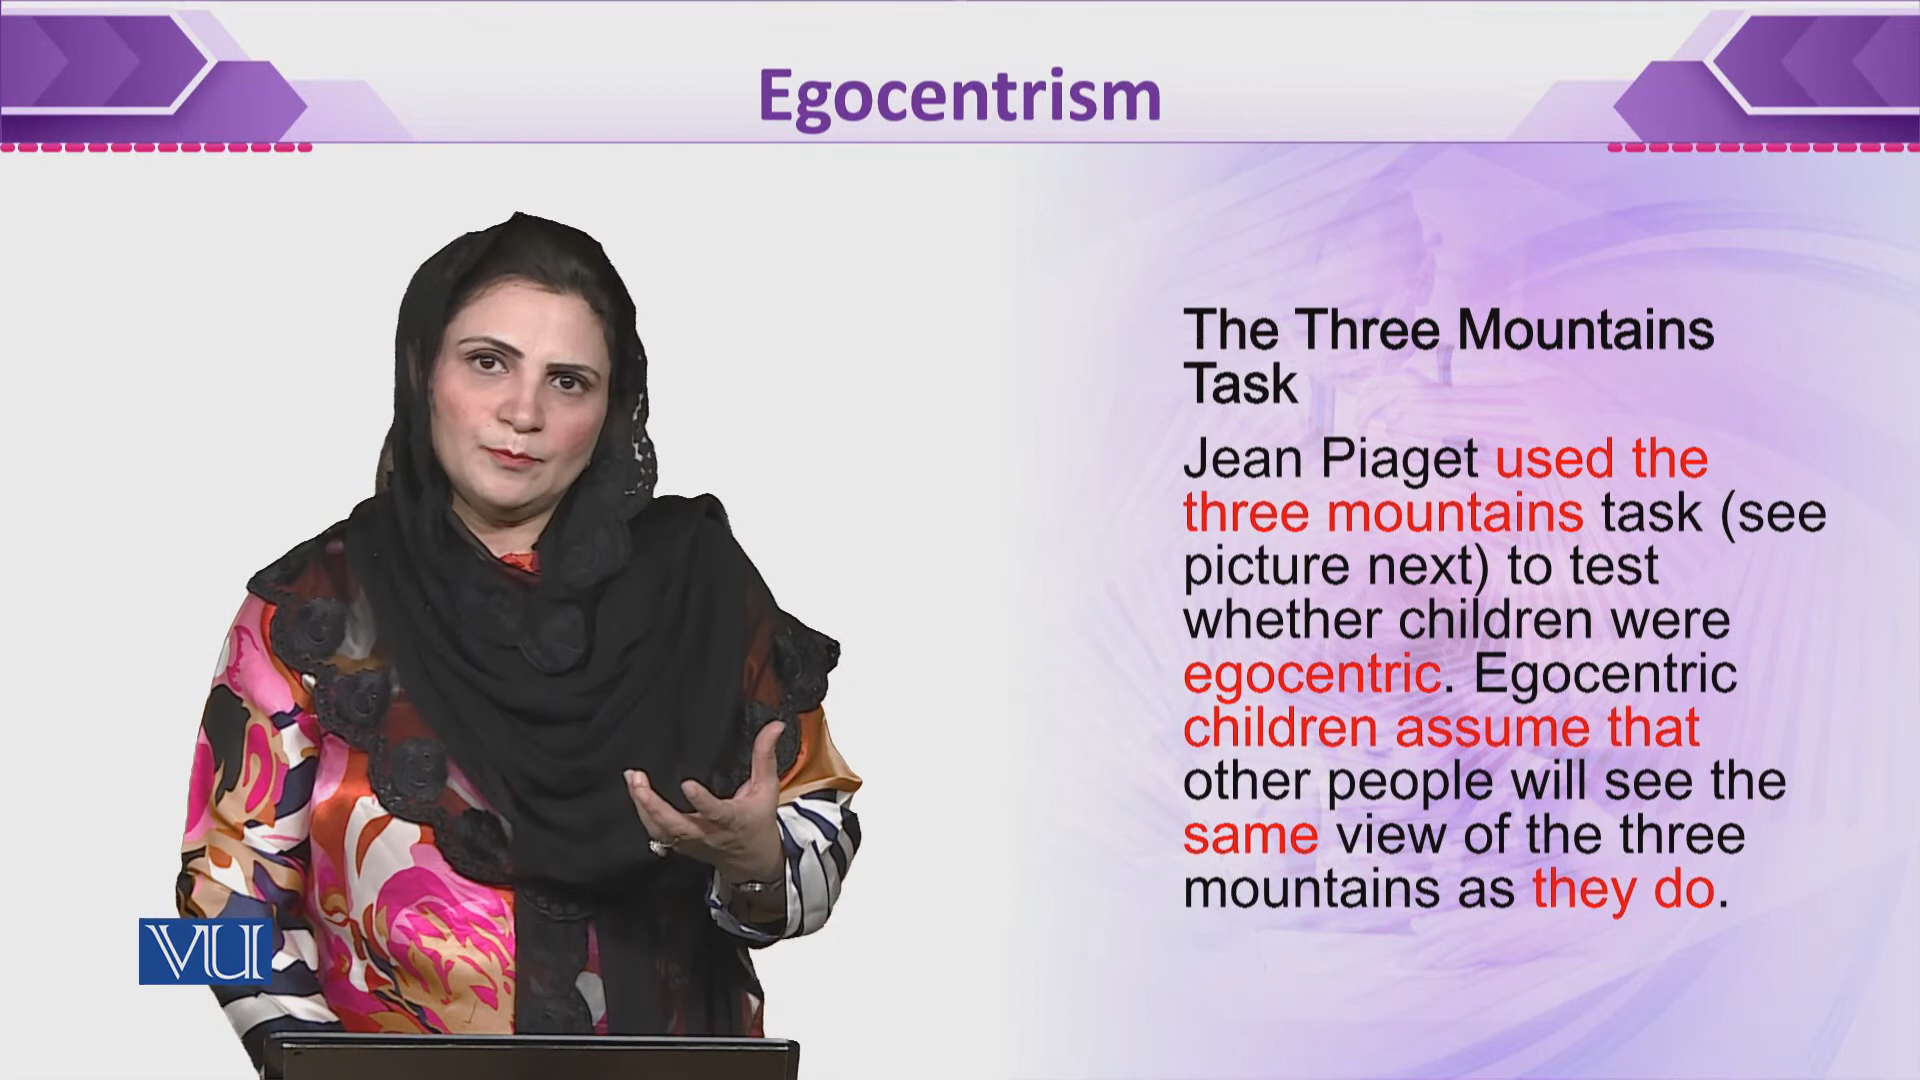 Egocentrism
The Three Mountains
Task
Jean Piaget used the
three mountains task (see
picture next) to test
whether children were
egocentric. Egocentric
children assume that
other people will see the
same view of the three
mountains as they do.
VU